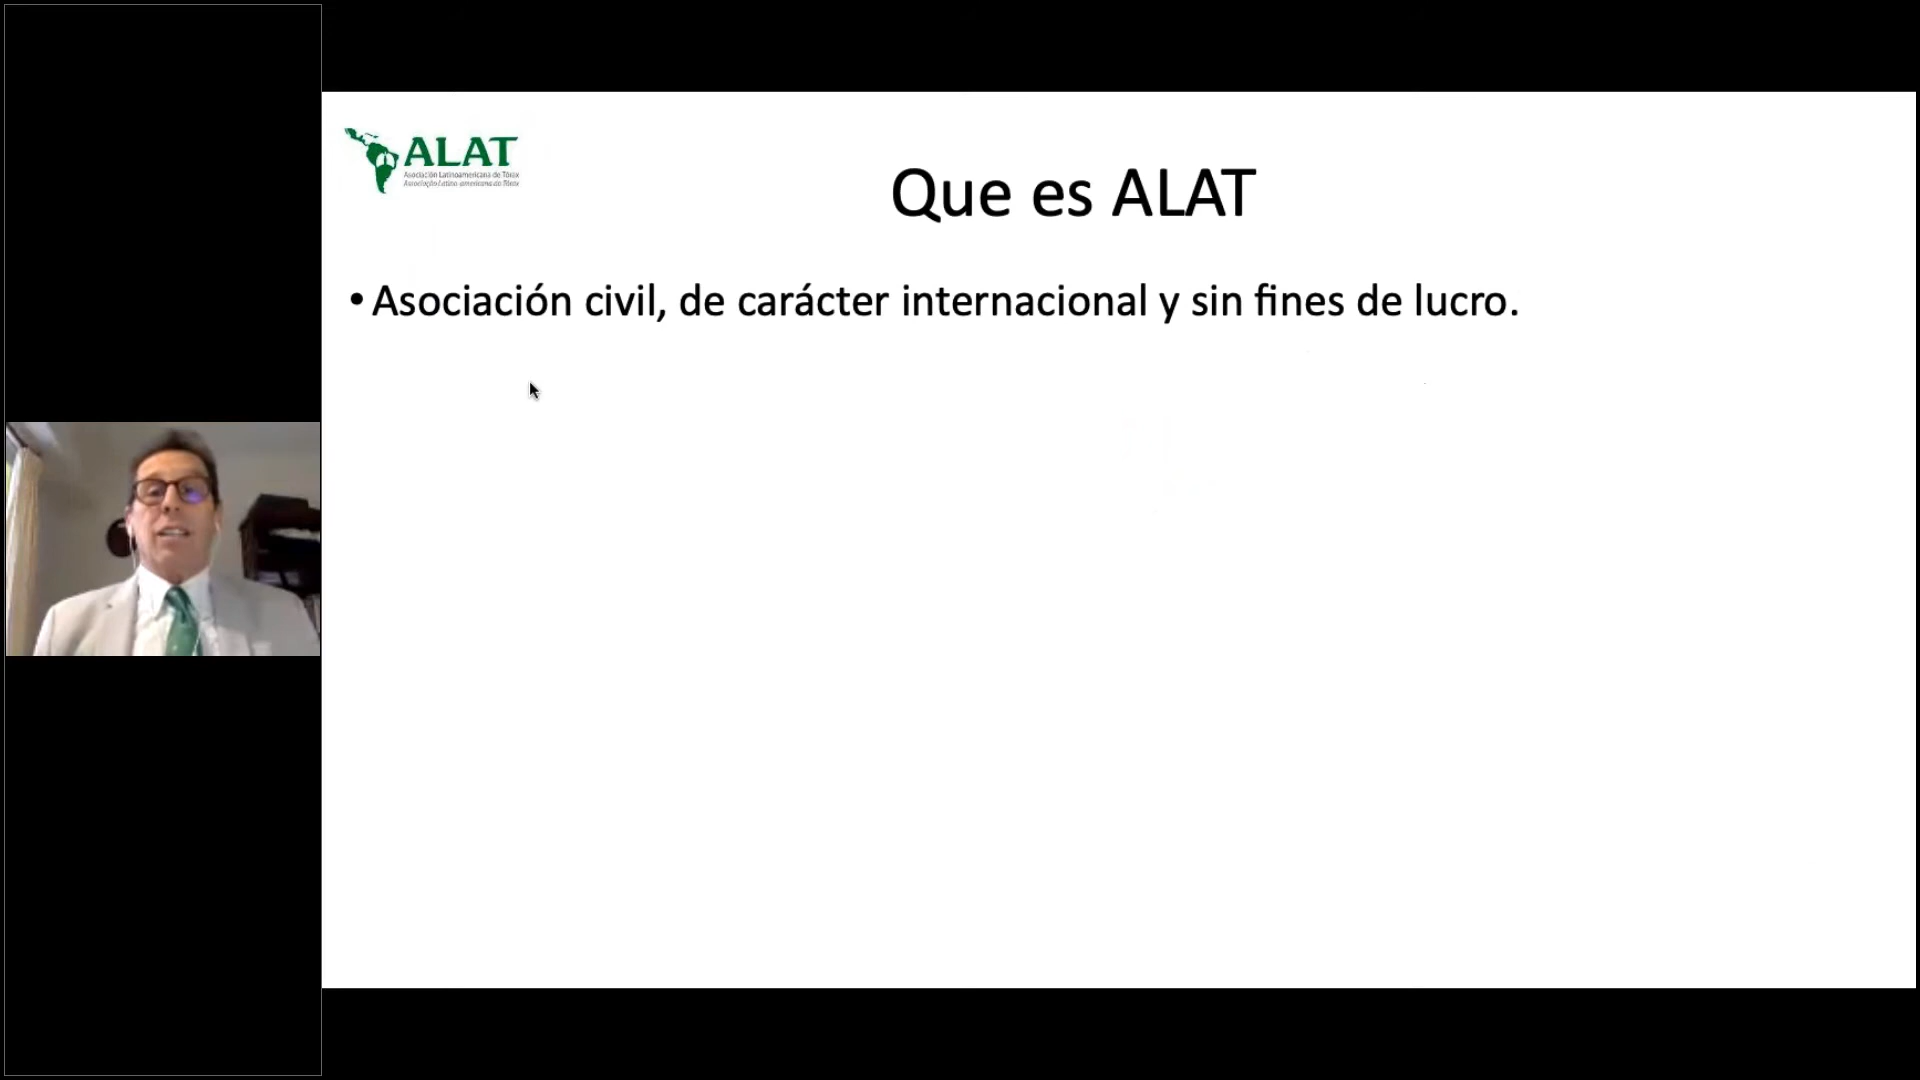 ALAT
Asociación Latinoamericana de Tórax
Associação Latino-americana de Tórax
Que es ALAT
• Asociación civil, de carácter internacional y sin fines de lucro.